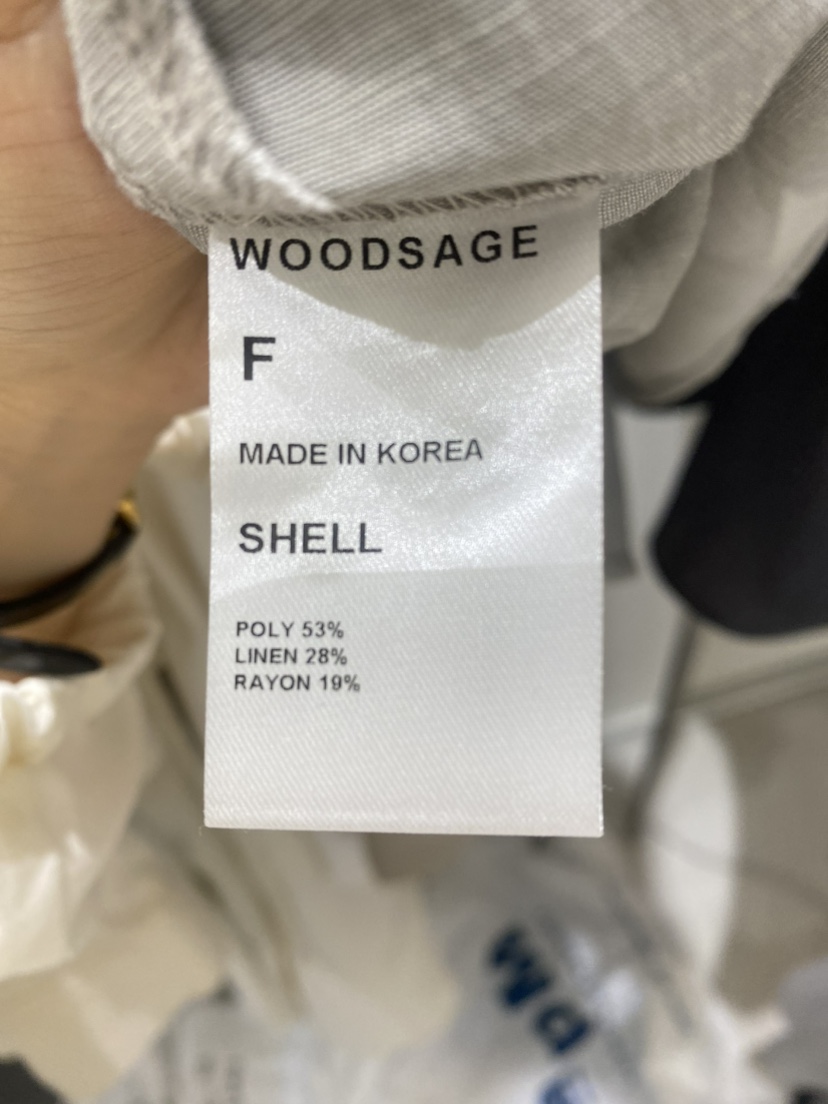 WOODSAGE
F
MADE IN KOREA
SHELL
POLY 53%
LINEN 28%
RAYON 19%